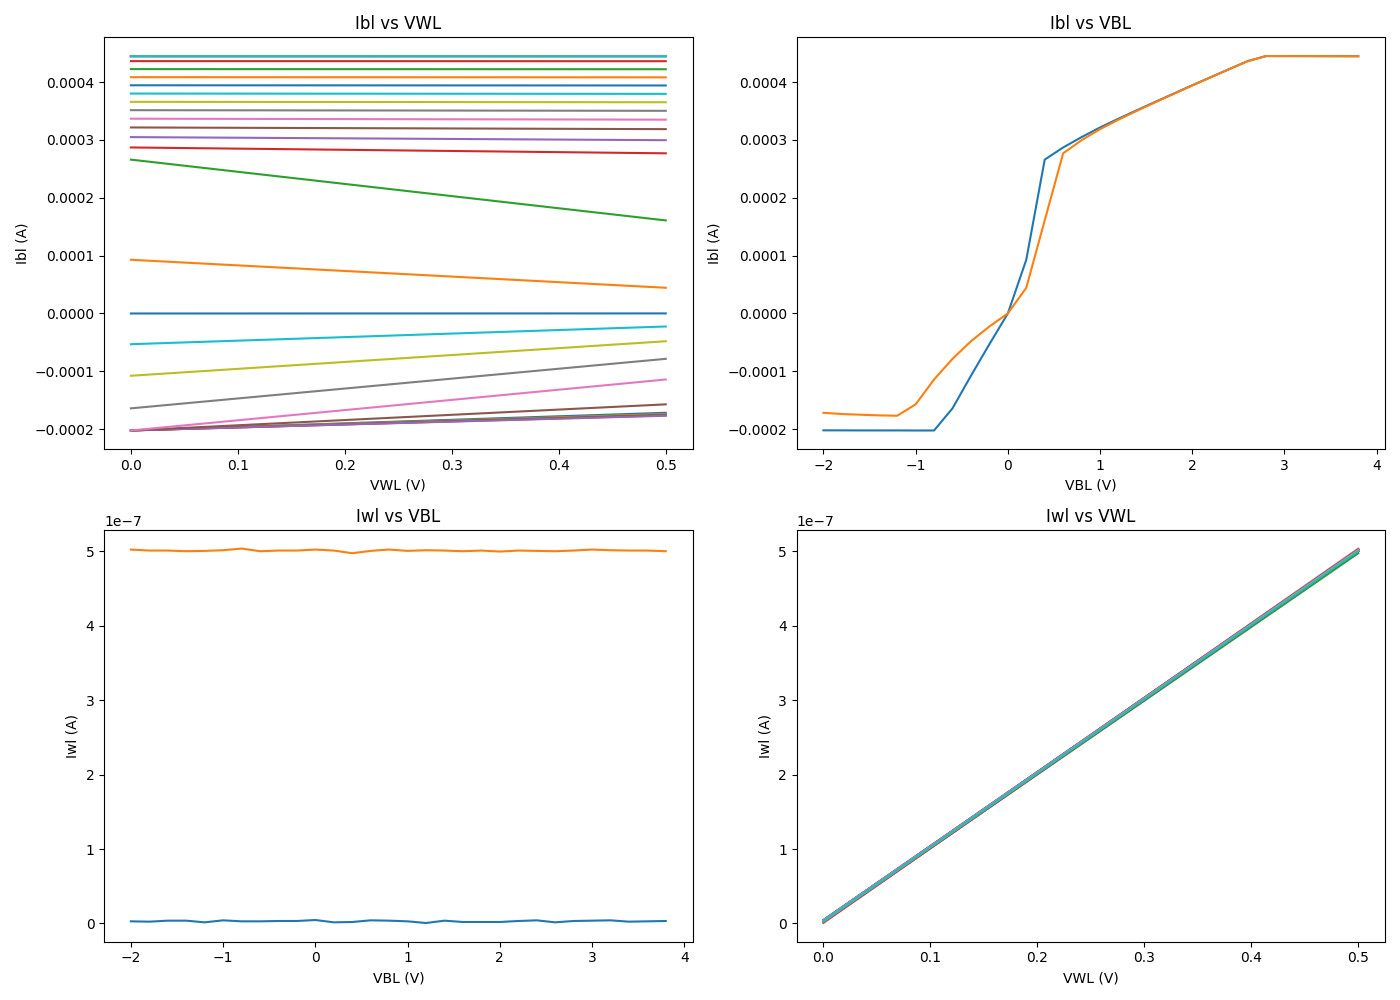 Ibl vs VWL
Ibl (A)
0.0004
0.0003
0.0002
0.0001
0.0000
−0.0001
−0.0002
0.0 0.1 0.2 0.3 0.4 0.5
VWL (V)
Ibl vs VBL
Ibl (A)
0.0004
0.0003
0.0002
0.0001
0.0000
−0.0001
−0.0002
−2 −1 0 1 2 3 4
VBL (V)
Iwl vs VBL
1e−7
Iwl (A)
5
4
3
2
1
0
−2 −1 0 1 2 3 4
VBL (V)
Iwl vs VWL
1e−7
Iwl (A)
5
4
3
2
1
0
0.0 0.1 0.2 0.3 0.4 0.5
VWL (V)